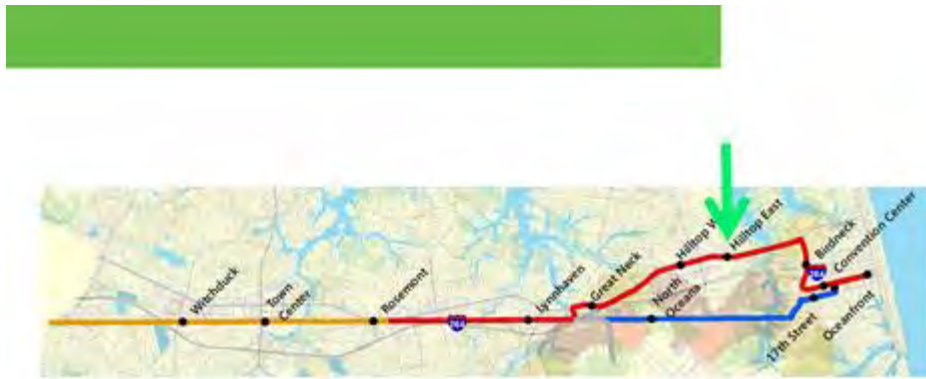 Witchduck
Town
Center
Rosemont
264
Lynnhaven
Great Neck
North
Oceana
Hilltop
Hilltop East
Birdneck
264
Convention Center
17th Street
Oceanfront